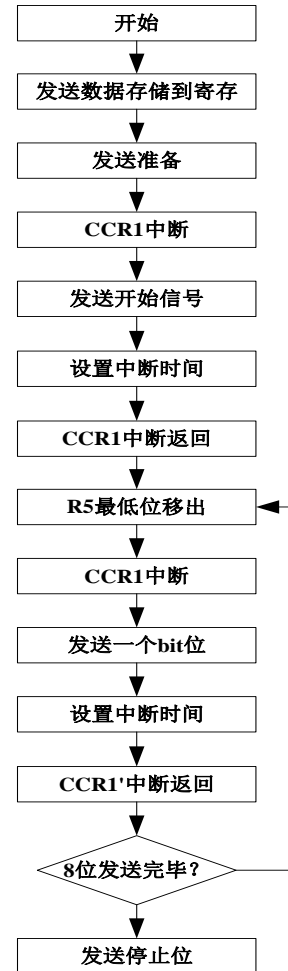 开始
发送数据存储到寄存
发送准备
CCR1中断
发送开始信号
设置中断时间
CCR1中断返回
R5最低位移出
CCR1中断
发送一个bit位
设置中断时间
CCR1'中断返回
8位发送完毕?
发送停止位